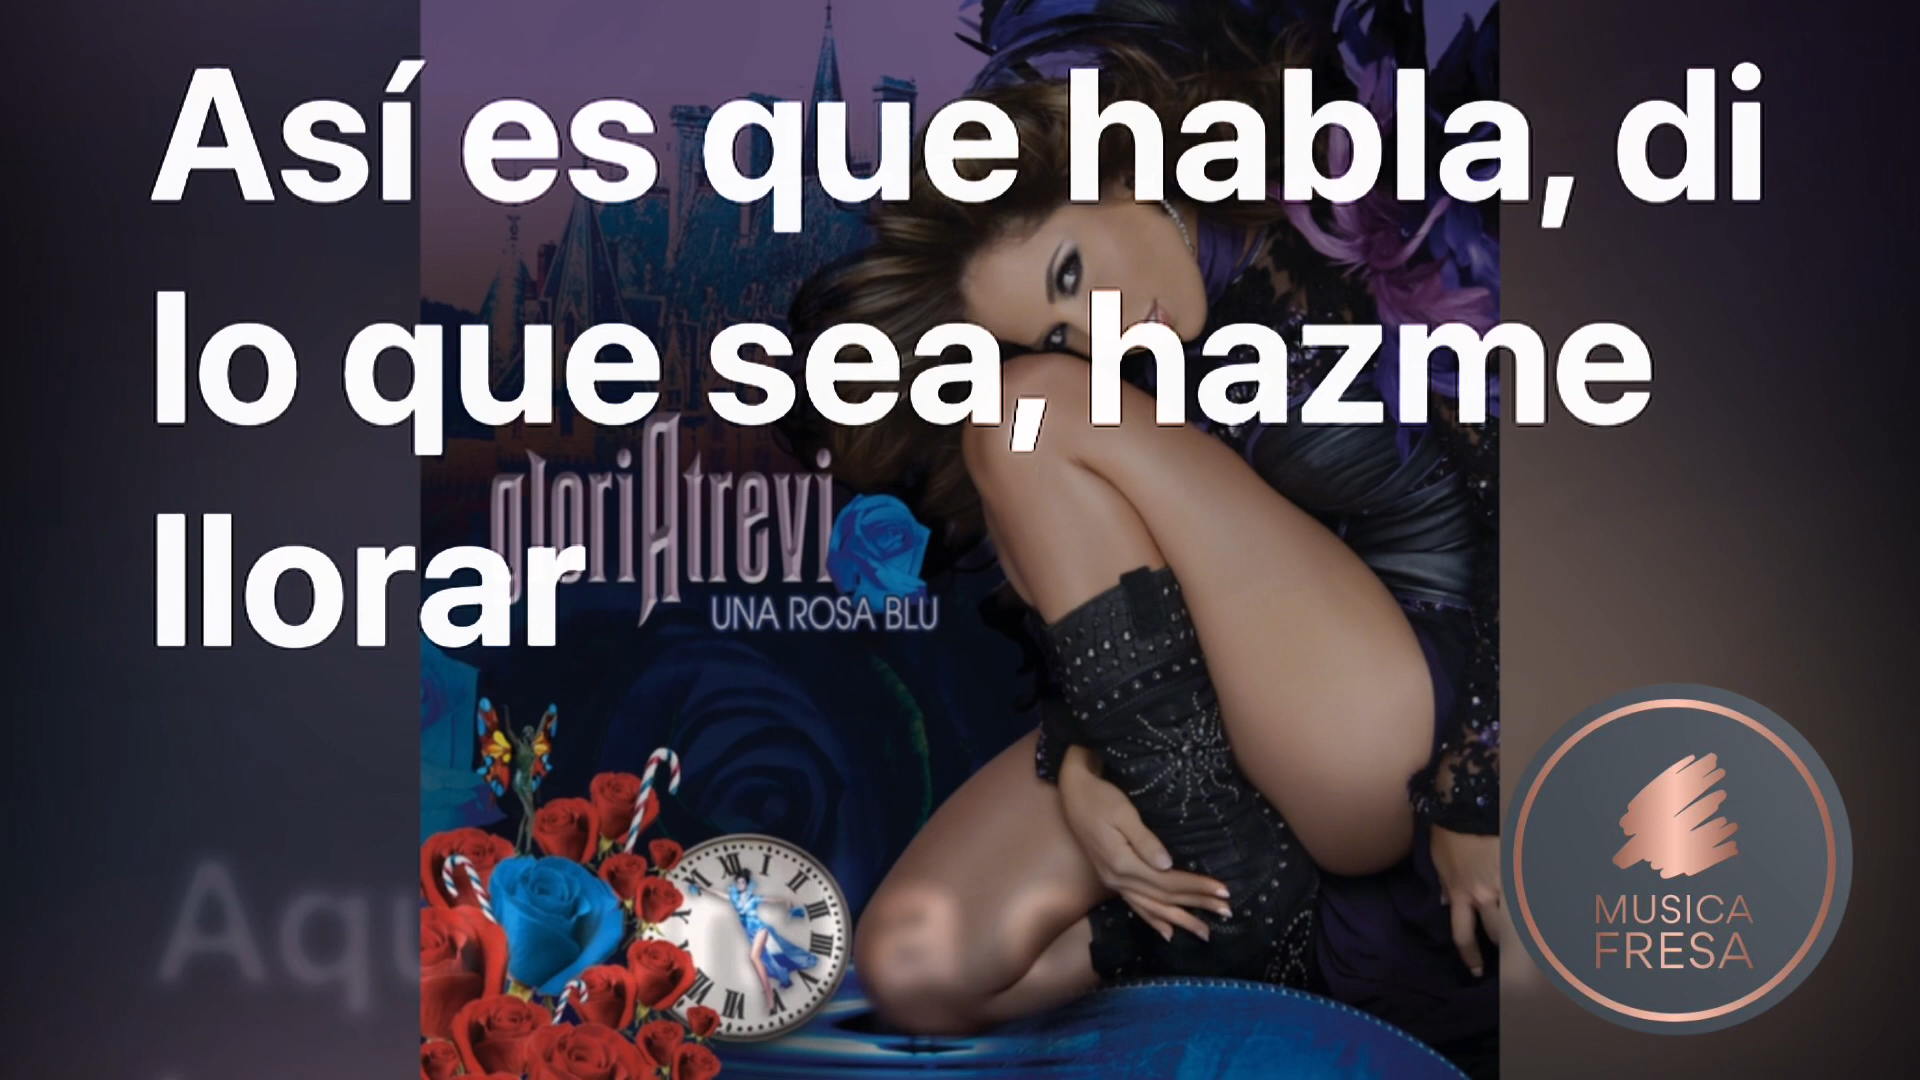 Así es que habla, di
lo que sea, hazme
llorar
gloriAtrevi
UNA ROSA BLU
MUSICA
FRESA